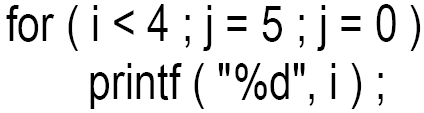 for ( i < 4 ; j = 5 ; j = 0 )
printf ( "%d", i ) ;